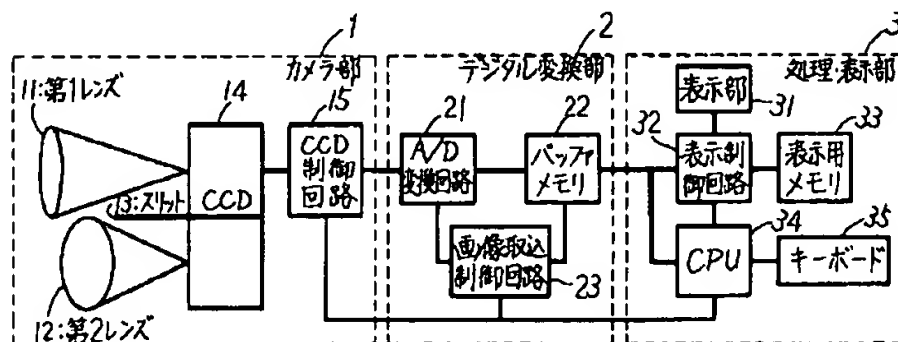 1
カメラ部
11:第1レンズ
14
15
CCD
制御
回路
13:スリット
CCD
12:第2レンズ
2
デジタル変換部
21
A/D
変換回路
22
バッファ
メモリ
画像取込
制御回路
23
3
処理・表示部
表示部
31
32
表示制
御回路
33
表示用
メモリ
34
CPU
35
キーボード